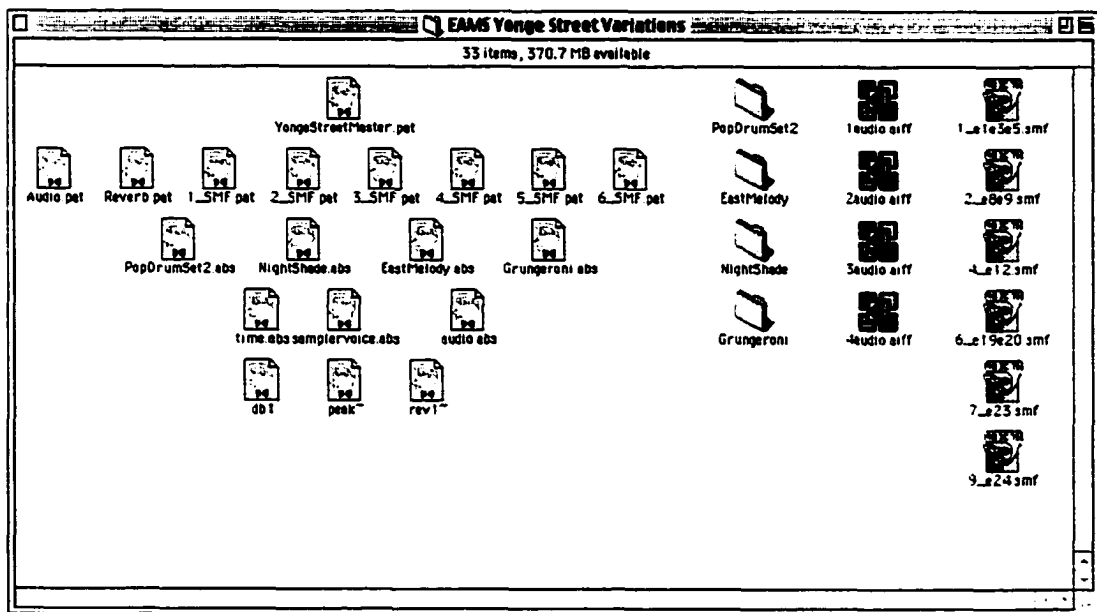 EAMS Yonge Street Variations
33 items, 370.7 MB available
YongeStreetMaster.pat PopDrumSet2 1audio.aiff 1_e1e3e5.smf
Audio.pat Reverb.pat 1_SMF.pat 2_SMF.pat 3_SMF.pat 4_SMF.pat 5_SMF.pat 6_SMF.pat EastMelody 2audio.aiff 2_e8e9.smf
PopDrumSet2.abs NightShade.abs EastMelody.abs Grungeroni.abs NightShade 3audio.aiff 4_e12.smf
time.abs samplervoice.abs audio.abs Grungeroni 4audio.aiff 6_e19e20.smf
peak~ rev1~ 7_e23.smf
9_e24.smf